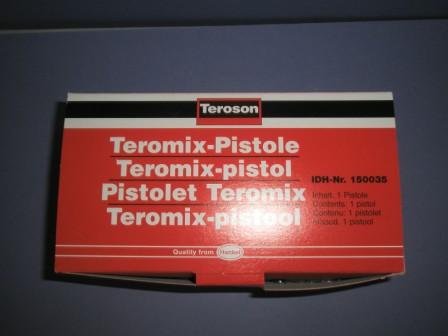 Teroson
Teromix-Pistole
Teromix-pistol
Pistolet Teromix
Teromix-pistool
IDH-Nr. 150035
Inhalt: 1 Pistole
Contents: 1 pistol
Contenu: 1 pistolet
Inhoud: 1 pistool
Quality from Henkel